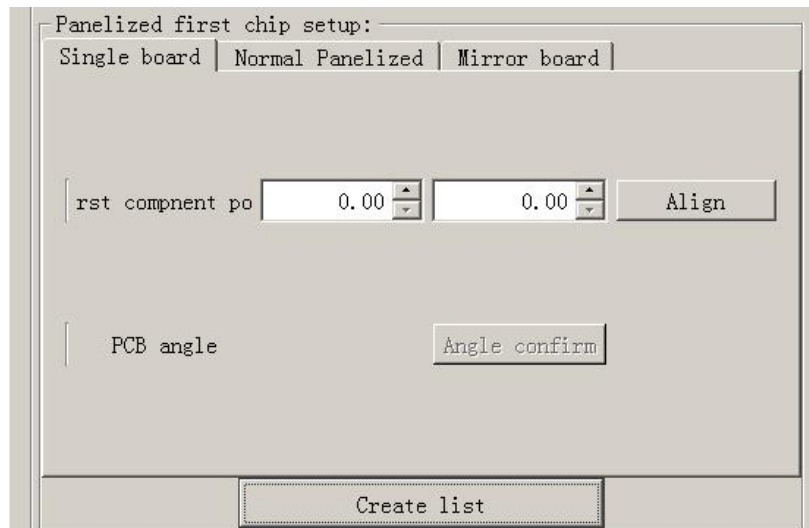 Panelized first chip setup:
Single board Normal Panelized Mirror board
rst compnent po 0.00 0.00 Align
PCB angle Angle confirm
Create list